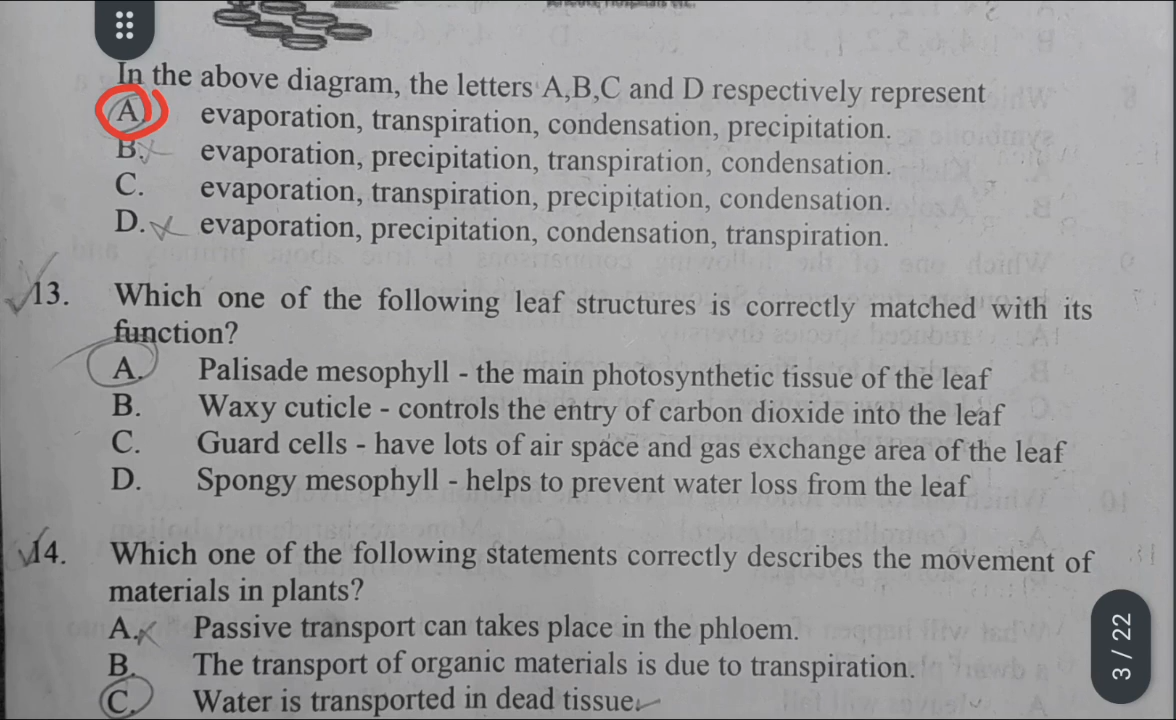 In the above diagram, the letters A,B,C and D respectively represent
A. evaporation, transpiration, condensation, precipitation.
B. evaporation, precipitation, transpiration, condensation.
C. evaporation, transpiration, precipitation, condensation.
D. evaporation, precipitation, condensation, transpiration.
13. Which one of the following leaf structures is correctly matched with its
function?
A. Palisade mesophyll - the main photosynthetic tissue of the leaf
B. Waxy cuticle - controls the entry of carbon dioxide into the leaf
C. Guard cells - have lots of air space and gas exchange area of the leaf
D. Spongy mesophyll - helps to prevent water loss from the leaf
14. Which one of the following statements correctly describes the movement of
materials in plants?
A. Passive transport can takes place in the phloem.
B. The transport of organic materials is due to transpiration.
C. Water is transported in dead tissue.
3 / 22